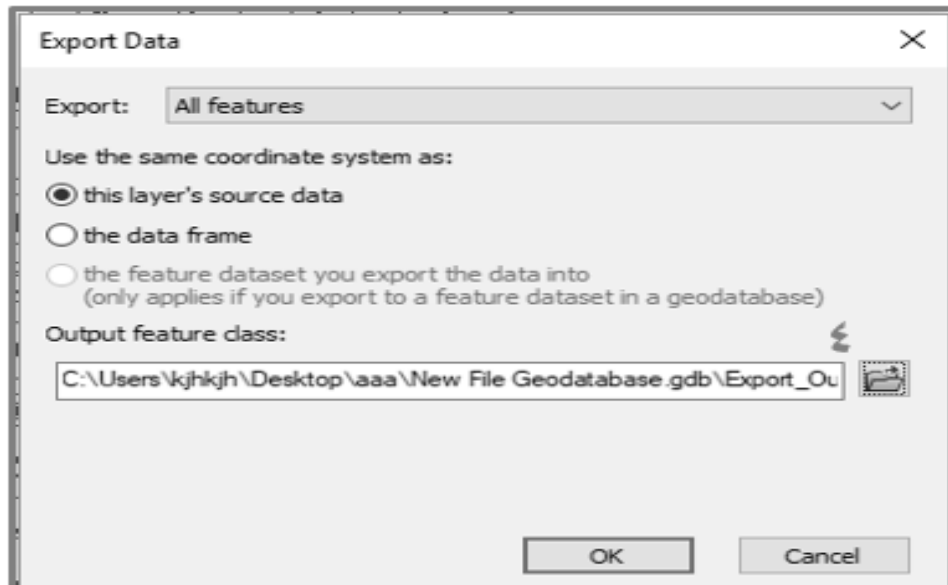 Export Data
Export: All features
Use the same coordinate system as:
this layer's source data
the data frame
the feature dataset you export the data into
(only applies if you export to a feature dataset in a geodatabase)
Output feature class:
٤
C:\Users\kjhkjh\Desktop\aaa\New File Geodatabase.gdb\Export_Ou
OK Cancel